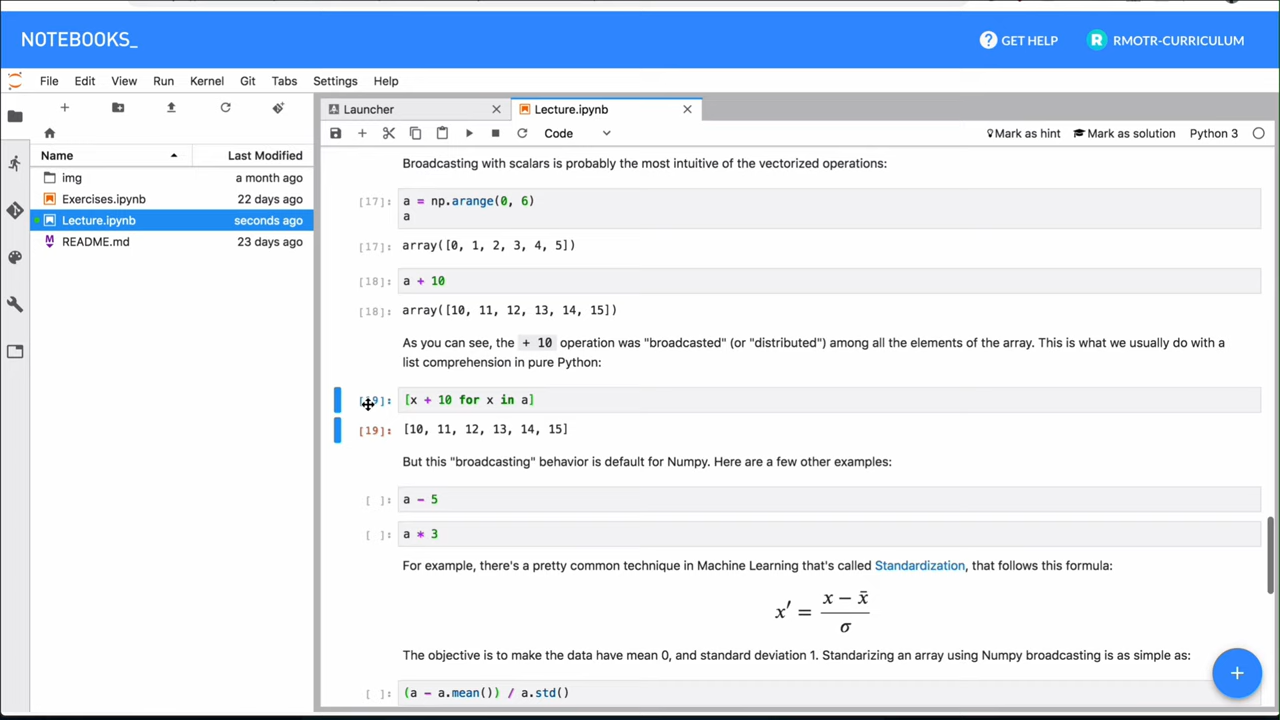 NOTEBOOKS_
GET HELP
R RMOTR-CURRICULUM
File Edit View Run Kernel Git Tabs Settings Help
Name Last Modified
img a month ago
Exercises.ipynb 22 days ago
Lecture.ipynb seconds ago
README.md 23 days ago
Launcher
Lecture.ipynb
Code
Mark as hint
Mark as solution
Python 3
Broadcasting with scalars is probably the most intuitive of the vectorized operations:
[17]: a = np.arange(0, 6)
a
[17]: array([0, 1, 2, 3, 4, 5])
[18]: a + 10
[18]: array([10, 11, 12, 13, 14, 15])
As you can see, the + 10 operation was "broadcasted" (or "distributed") among all the elements of the array. This is what we usually do with a
list comprehension in pure Python:
[19]: [x + 10 for x in a]
[19]: [10, 11, 12, 13, 14, 15]
But this "broadcasting" behavior is default for Numpy. Here are a few other examples:
[ ]: a - 5
[ ]: a * 3
For example, there's a pretty common technique in Machine Learning that's called Standardization, that follows this formula:
x′ = (x − x̄) / σ
The objective is to make the data have mean 0, and standard deviation 1. Standarizing an array using Numpy broadcasting is as simple as:
[ ]: (a - a.mean()) / a.std()